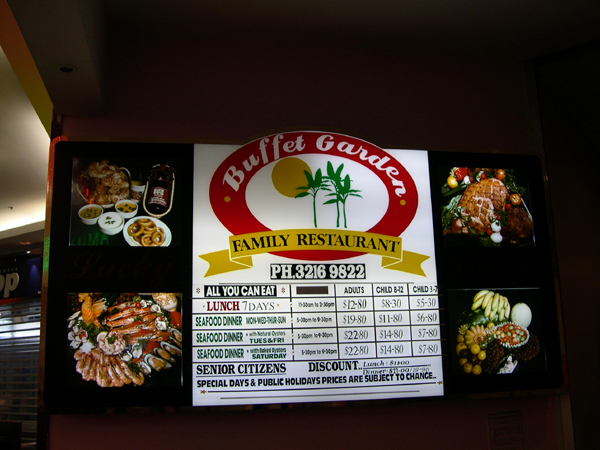 Buffet Garden
FAMILY RESTAURANT
PH.3216 9822
* ALL YOU CAN EAT * ADULTS CHILD 8-12 CHILD 3-7
LUNCH 7 DAYS 11-30am to 2-30pm $12-80 $8-30 $5-30
SEAFOOD DINNER MON-WED-THUR-SUN 5-30pm to 9-30pm $19-80 $11-80 $6-80
SEAFOOD DINNER + with Natural Oysters TUES & FRI 5-30pm to 9-30pm $22-80 $14-80 $7-80
SEAFOOD DINNER + with Baked Oysters SATURDAY 5-30pm to 9-30pm $22-80 $14-80 $7-80
SENIOR CITIZENS DISCOUNT.. Lunch - $11-00
Dinner -
SPECIAL DAYS & PUBLIC HOLIDAYS PRICES ARE SUBJECT TO CHANGE..
OP